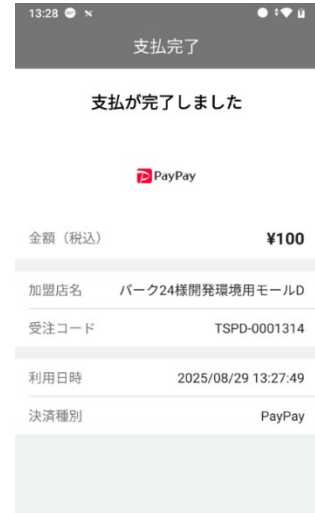 13:28
支払完了
支払が完了しました
PayPay
金額（税込） ¥100
加盟店名 パーク24様開発環境用モールD
受注コード TSPD-0001314
利用日時 2025/08/29 13:27:49
決済種別 PayPay